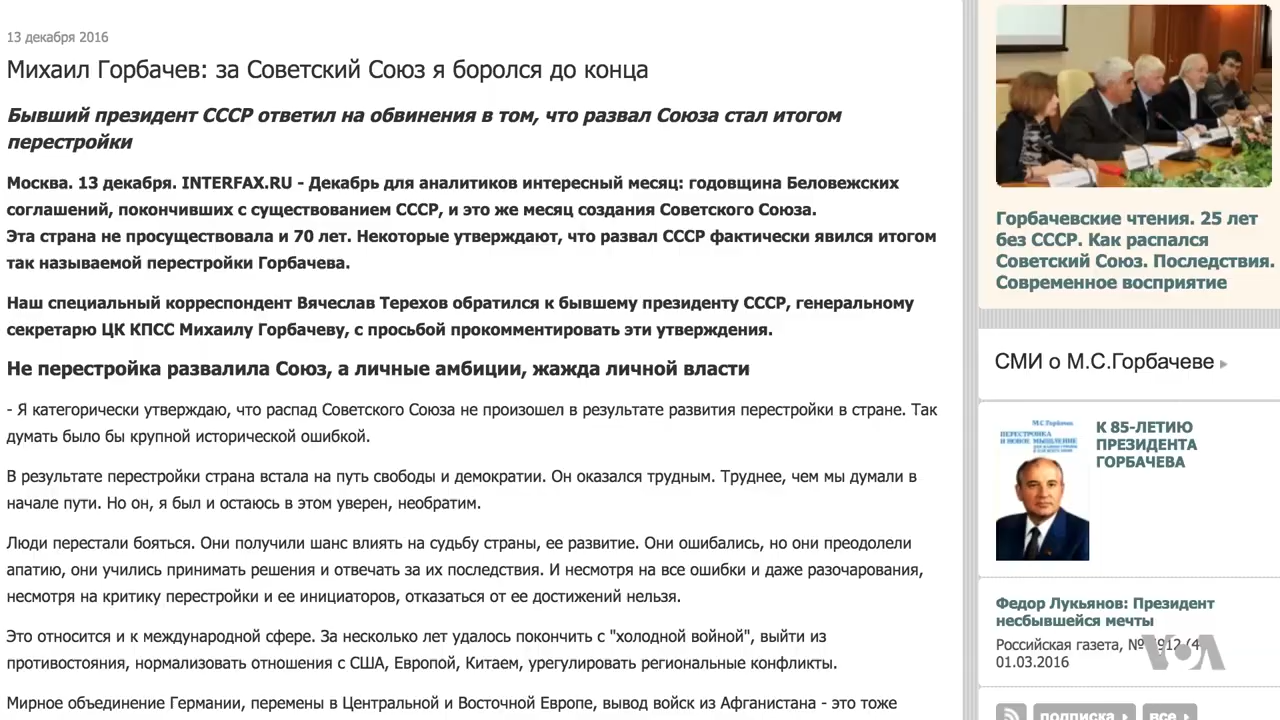 13 декабря 2016
Михаил Горбачев: за Советский Союз я боролся до конца
Бывший президент СССР ответил на обвинения в том, что развал Союза стал итогом
перестройки
Москва. 13 декабря. INTERFAX.RU - Декабрь для аналитиков интересный месяц: годовщина Беловежских
соглашений, покончивших с существованием СССР, и это же месяц создания Советского Союза.
Эта страна не просуществовала и 70 лет. Некоторые утверждают, что развал СССР фактически явился итогом
так называемой перестройки Горбачева.
Наш специальный корреспондент Вячеслав Терехов обратился к бывшему президенту СССР, генеральному
секретарю ЦК КПСС Михаилу Горбачеву, с просьбой прокомментировать эти утверждения.
Не перестройка развалила Союз, а личные амбиции, жажда личной власти
- Я категорически утверждаю, что распад Советского Союза не произошел в результате развития перестройки в стране. Так
думать было бы крупной исторической ошибкой.
В результате перестройки страна встала на путь свободы и демократии. Он оказался трудным. Труднее, чем мы думали в
начале пути. Но он, я был и остаюсь в этом уверен, необратим.
Люди перестали бояться. Они получили шанс влиять на судьбу страны, ее развитие. Они ошибались, но они преодолели
апатию, они учились принимать решения и отвечать за их последствия. И несмотря на все ошибки и даже разочарования,
несмотря на критику перестройки и ее инициаторов, отказаться от ее достижений нельзя.
Это относится и к международной сфере. За несколько лет удалось покончить с "холодной войной", выйти из
противостояния, нормализовать отношения с США, Европой, Китаем, урегулировать региональные конфликты.
Мирное объединение Германии, перемены в Центральной и Восточной Европе, вывод войск из Афганистана - это тоже
Горбачевские чтения. 25 лет
без СССР. Как распался
Советский Союз. Последствия.
Современное восприятие
СМИ о М.С.Горбачеве
М.С.Горбачев
ПЕРЕСТРОЙКА
И НОВОЕ МЫШЛЕНИЕ
К 85-ЛЕТИЮ
ПРЕЗИДЕНТА
ГОРБАЧЕВА
Федор Лукьянов: Президент
несбывшейся мечты
Российская газета, №
01.03.2016
VOA
подписка
все